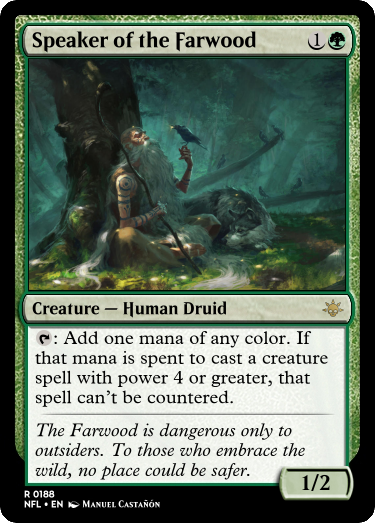 Speaker of the Farwood 1
Creature — Human Druid
: Add one mana of any color. If
that mana is spent to cast a creature
spell with power 4 or greater, that
spell can't be countered.
The Farwood is dangerous only to
outsiders. To those who embrace the
wild, no place could be safer.
1/2
R 0188
NFL • EN Manuel Castañón